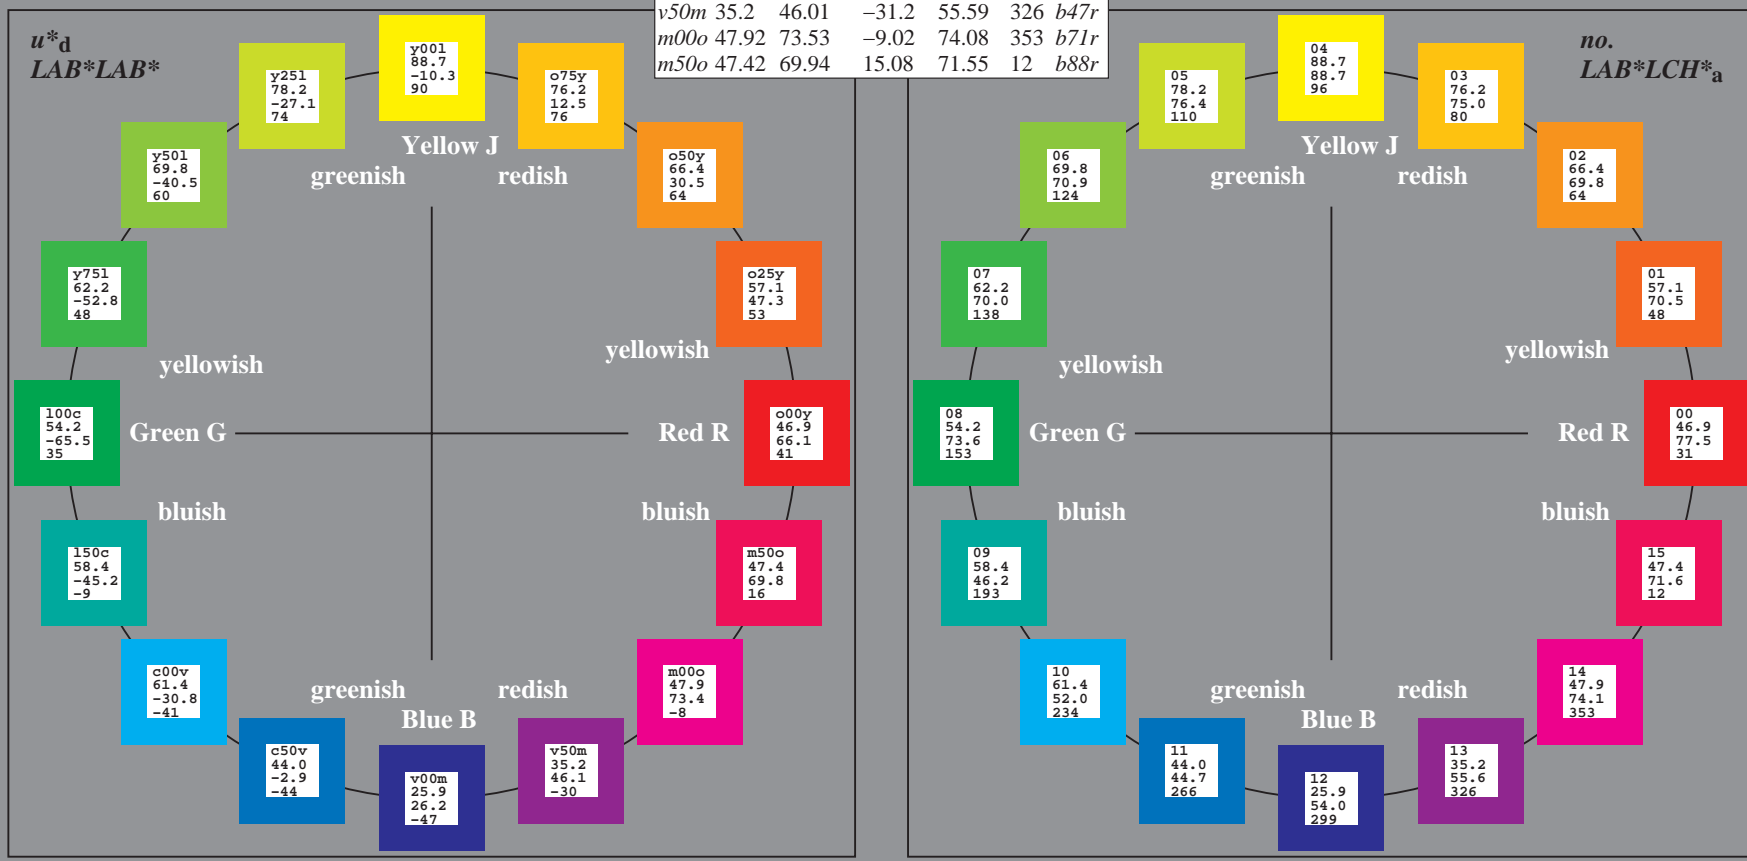 v50m 35.2 46.01 −31.2 55.59 326 b47r
m00o 47.92 73.53 −9.02 74.08 353 b71r
m50o 47.42 69.94 15.08 71.55 12 b88r
u*d
LAB*LAB*
y00l
88.7
-10.3
90
y25l
78.2
-27.1
74
o75y
76.2
12.5
76
Yellow J
greenish redish
y50l
69.8
-40.5
60
o50y
66.4
30.5
64
y75l
62.2
-52.8
48
o25y
57.1
47.3
53
yellowish
yellowish
l00c
54.2
-65.5
35
Green G
Red R
o00y
46.9
66.1
41
bluish
bluish
l50c
58.4
-45.2
-9
m50o
47.4
69.8
16
c00v
61.4
-30.8
-41
m00o
47.9
73.4
-8
greenish redish
Blue B
c50v
44.0
-2.9
-44
v00m
25.9
26.2
-47
v50m
35.2
46.1
-30
no.
LAB*LCH*a
04
88.7
88.7
96
05
78.2
76.4
110
03
76.2
75.0
80
Yellow J
greenish redish
06
69.8
70.9
124
02
66.4
69.8
64
07
62.2
70.0
138
01
57.1
70.5
48
yellowish
yellowish
08
54.2
73.6
153
Green G
Red R
00
46.9
77.5
31
bluish
bluish
09
58.4
46.2
193
15
47.4
71.6
12
10
61.4
52.0
234
14
47.9
74.1
353
greenish redish
Blue B
11
44.0
44.7
266
12
25.9
54.0
299
13
35.2
55.6
326